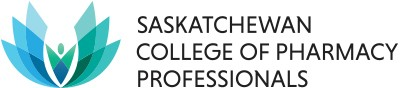 SASKATCHEWAN
COLLEGE OF PHARMACY
PROFESSIONALS